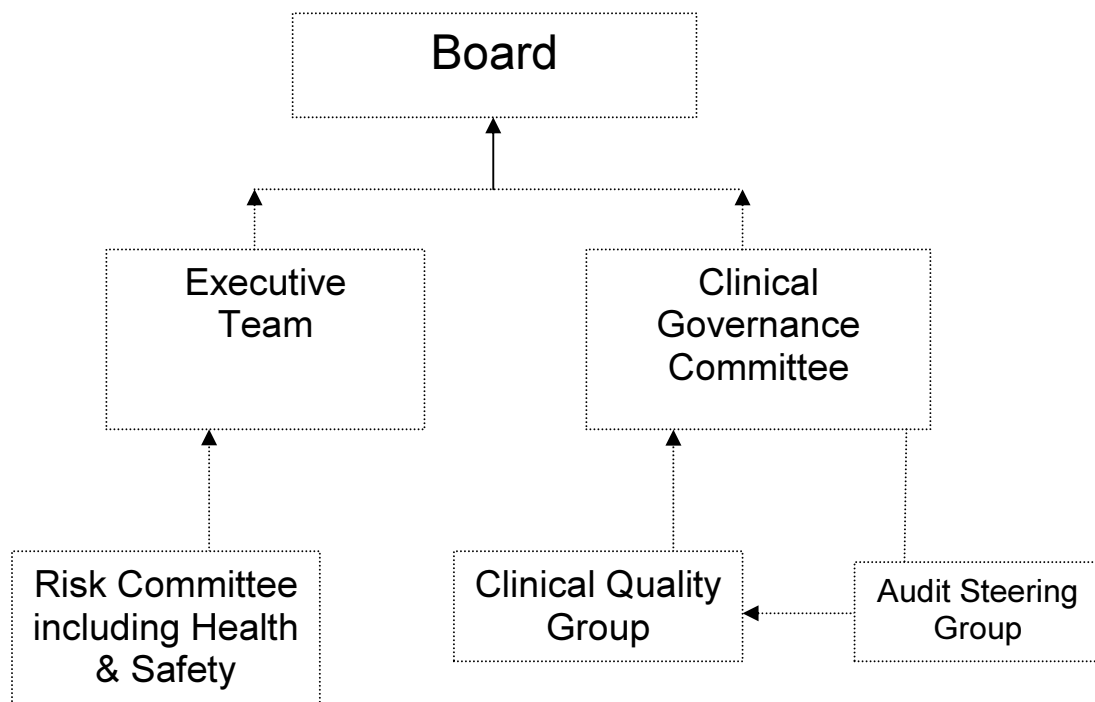 Board
Executive
Team
Clinical
Governance
Committee
Risk Committee
including Health
& Safety
Clinical Quality
Group
Audit Steering
Group